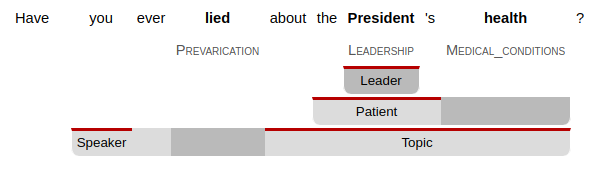 Have you ever lied about the President 's health ?
PREVARICATION LEADERSHIP MEDICAL_CONDITIONS
Leader
Patient
Speaker Topic